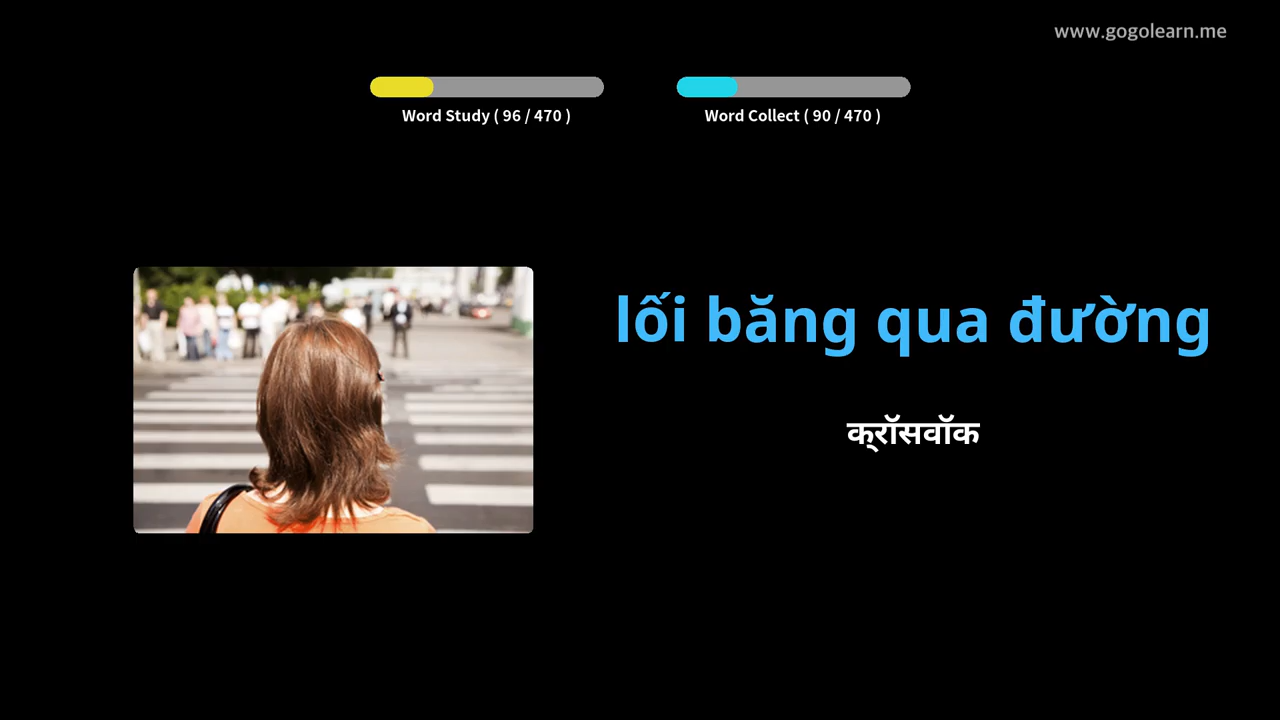 www.gogolearn.me
Word Study ( 96 / 470 )
Word Collect ( 90 / 470 )
lối băng qua đường
क्रॉसवॉक